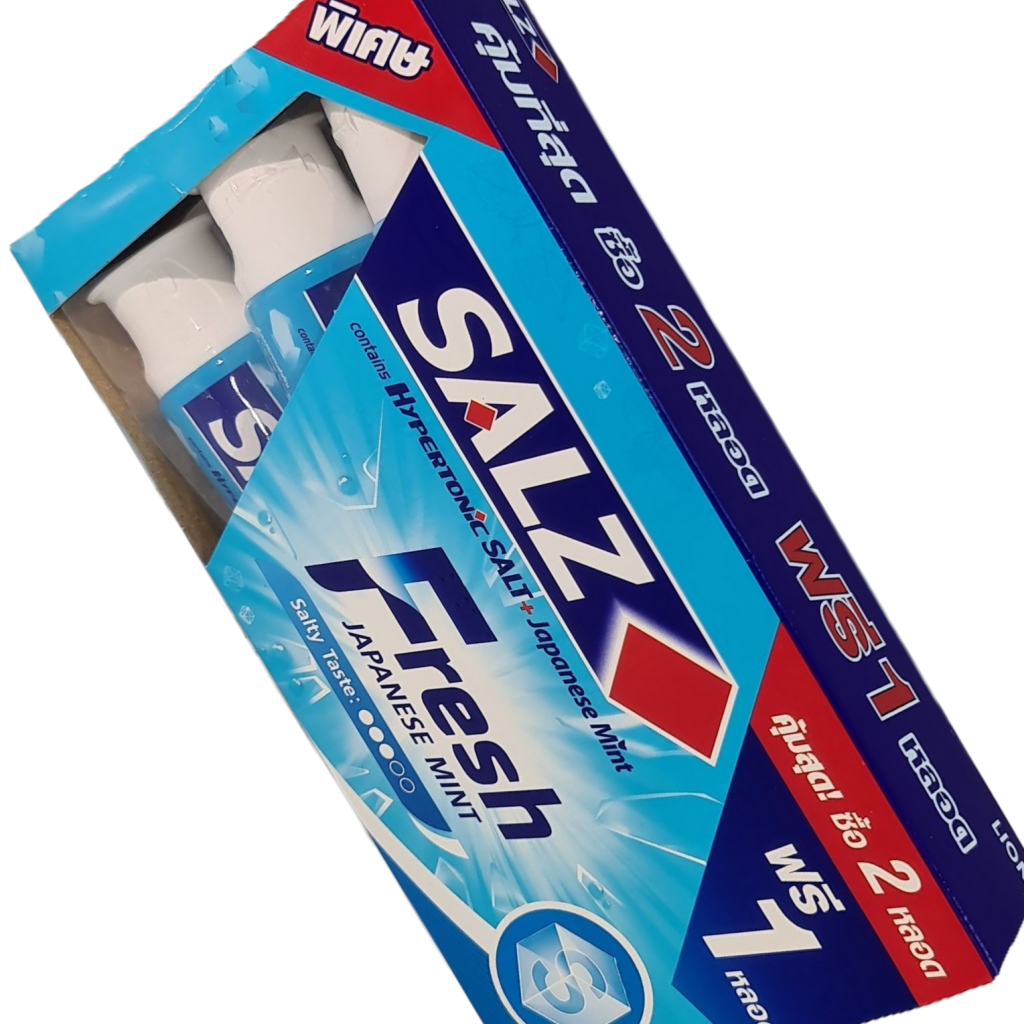 พิเศษ
SALZ
คุ้มที่สุด ซื้อ 2 หลอด ฟรี 1 หลอด
LION
SALZ
contains HYPERTONIC SALT+ Japanese Mint
Fresh
JAPANESE MINT
Salty Taste:
คุ้มสุด! ซื้อ 2 หลอด
ฟรี 1 หลอด